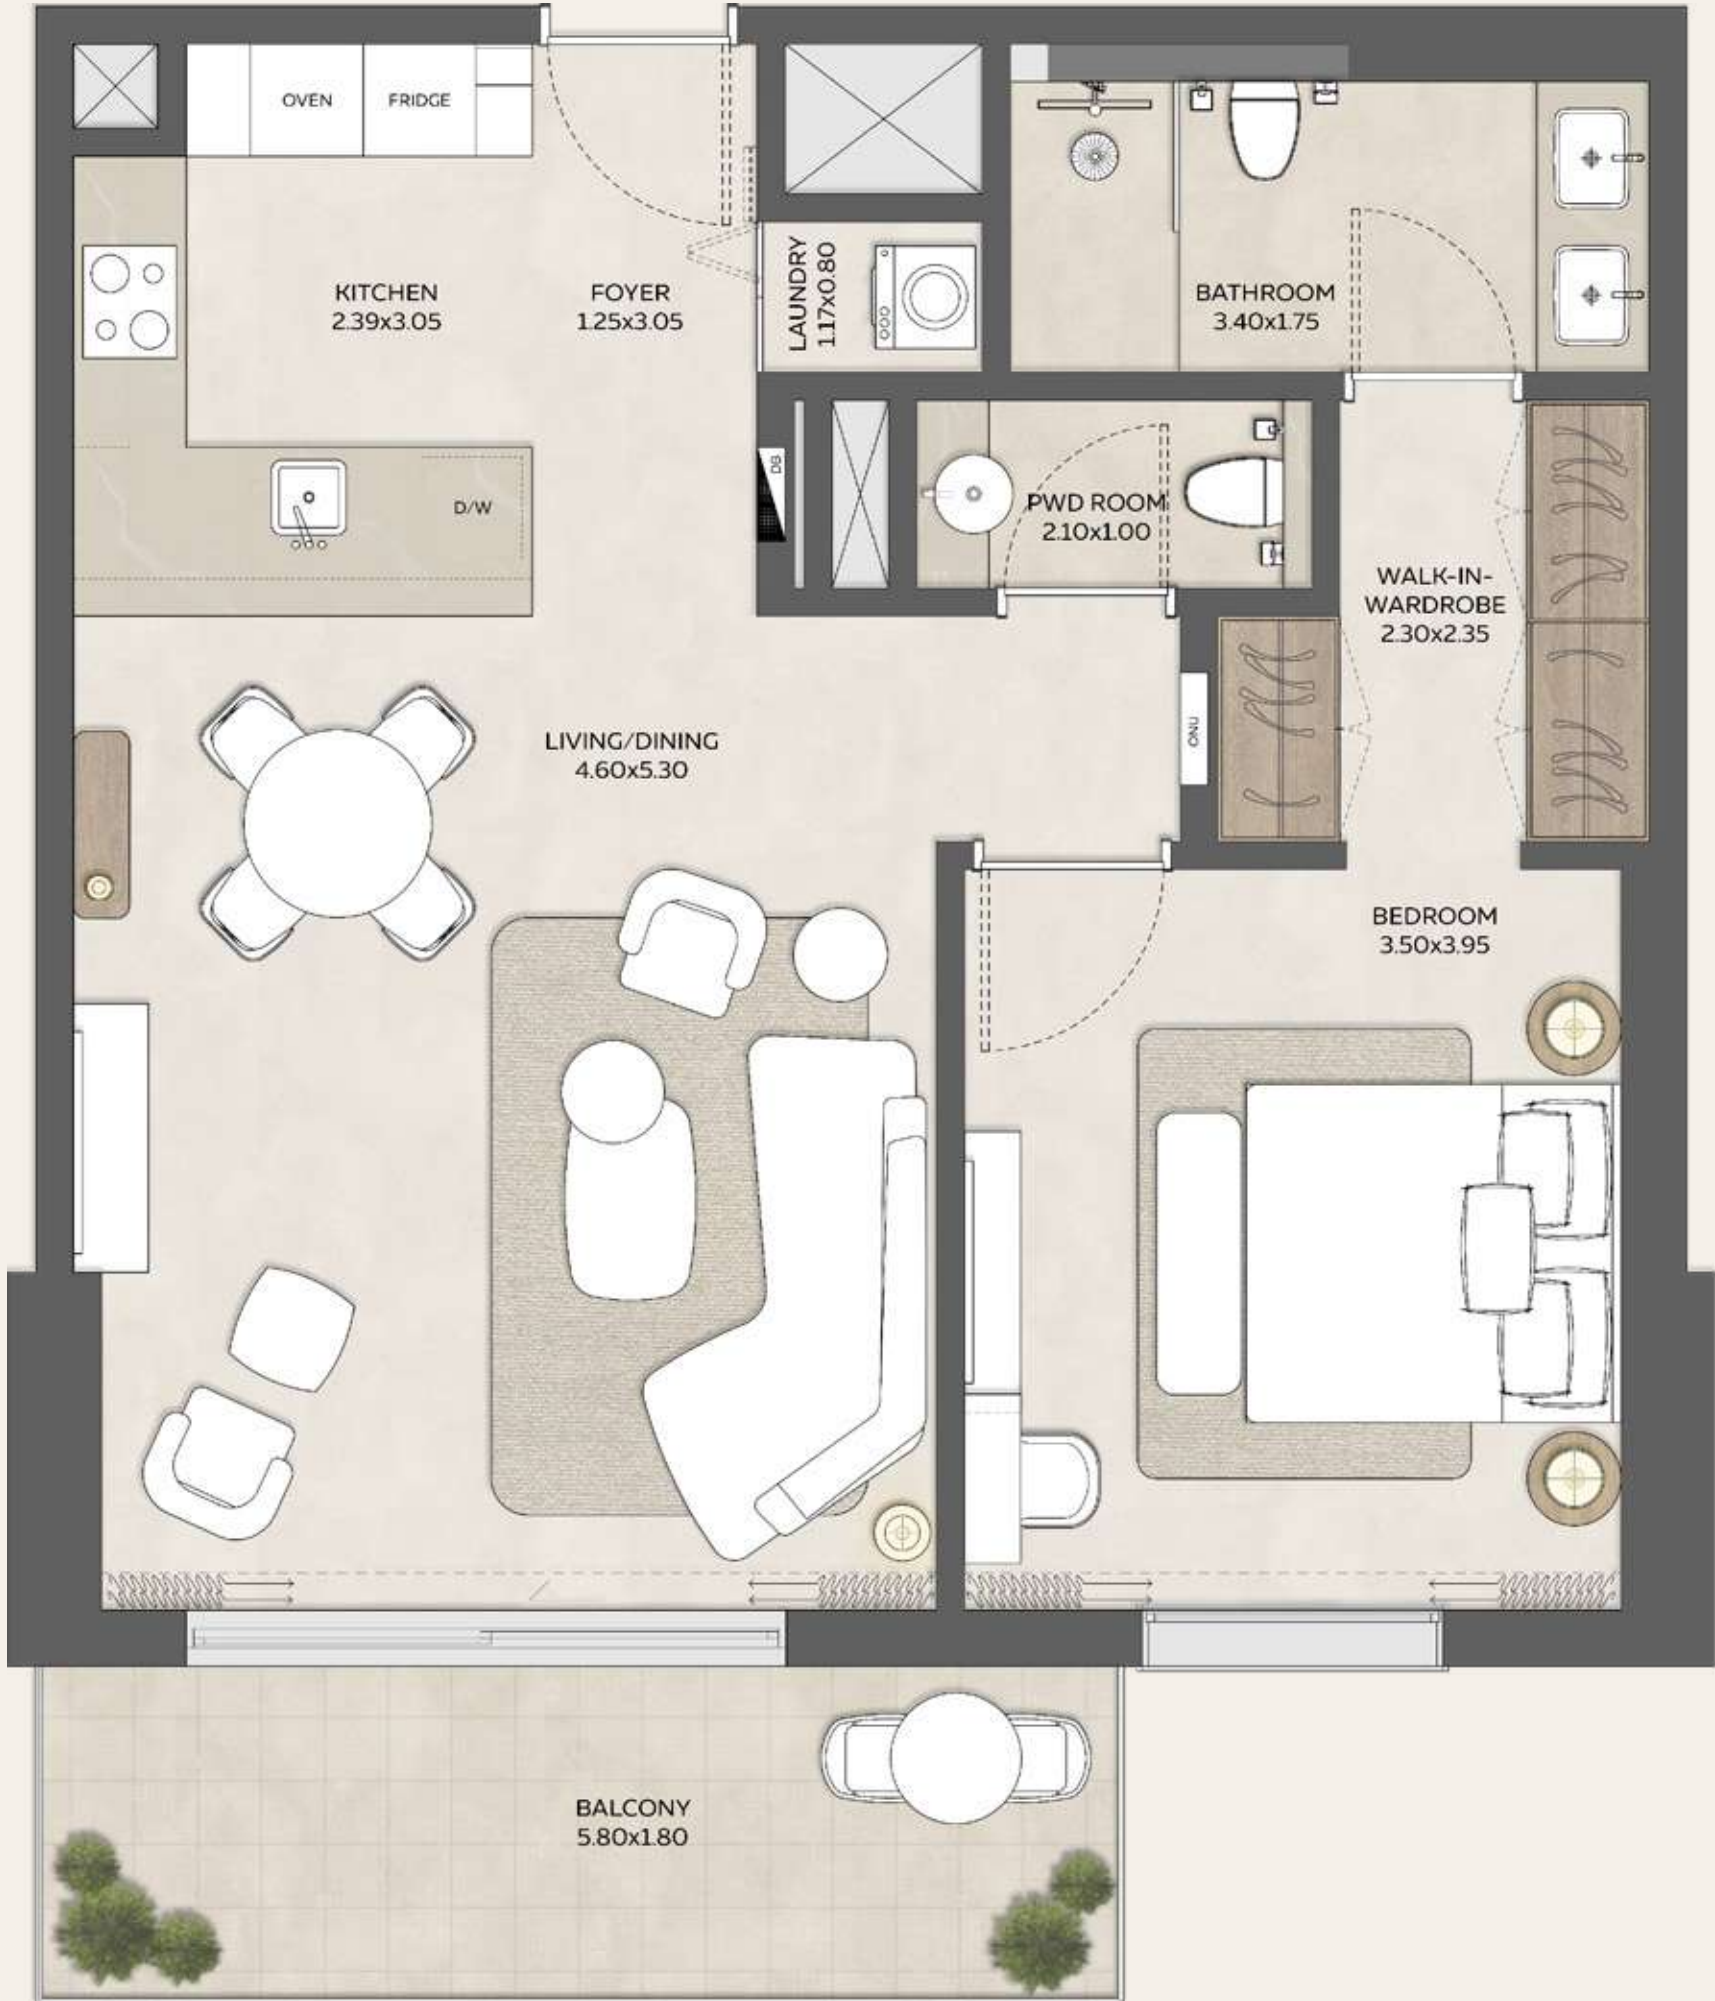 OVEN
FRIDGE
KITCHEN
2.39x3.05
FOYER
1.25x3.05
LAUNDRY
1.17x0.80
BATHROOM
3.40x1.75
D/W
DB
PWD ROOM
2.10x1.00
WALK-IN-
WARDROBE
2.30x2.35
LIVING/DINING
4.60x5.30
ONU
BEDROOM
3.50x3.95
BALCONY
5.80x1.80